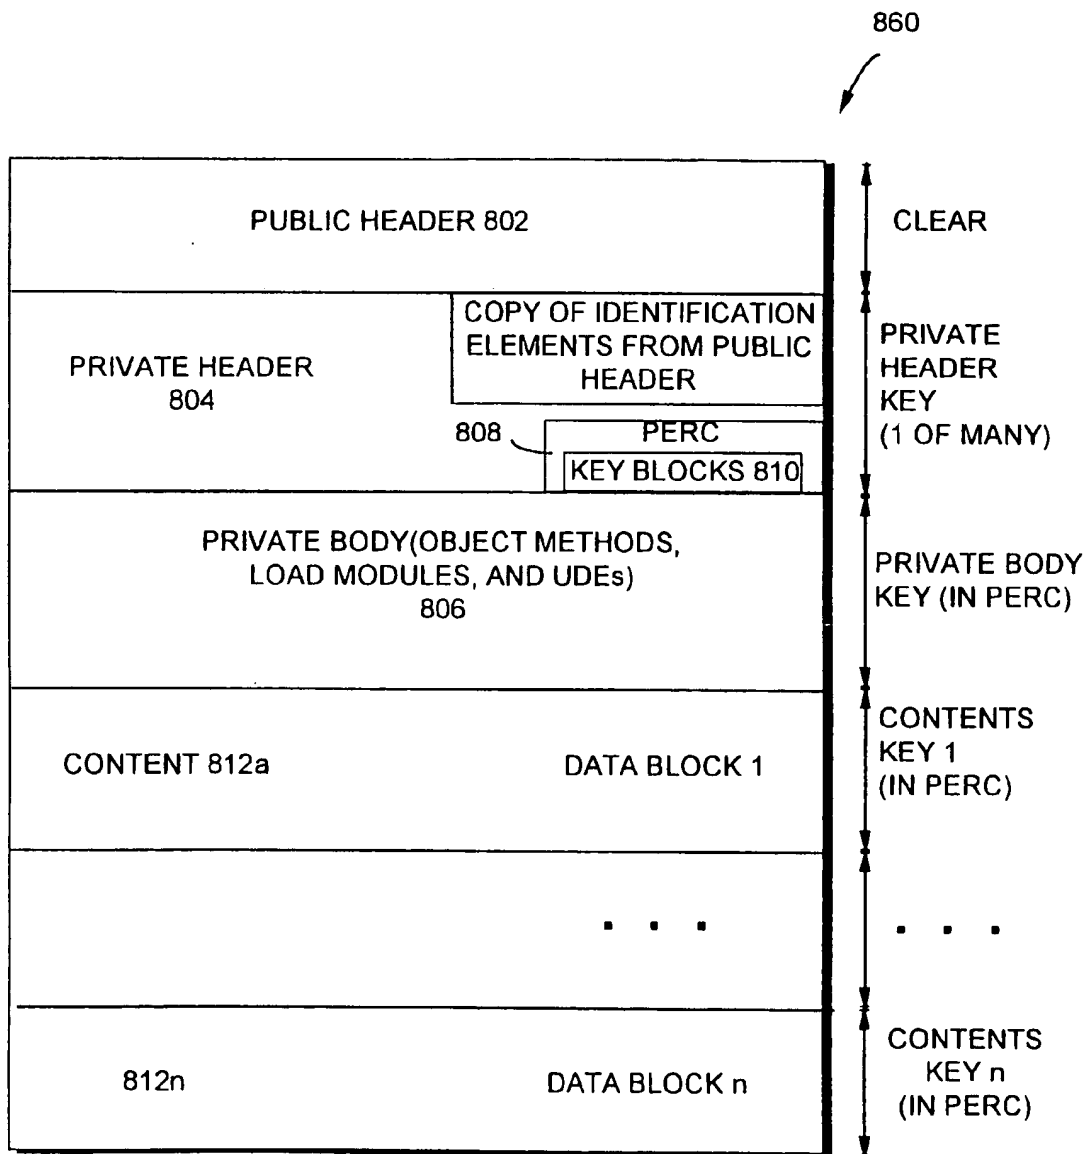 860
PUBLIC HEADER 802
CLEAR
PRIVATE HEADER
804
COPY OF IDENTIFICATION
ELEMENTS FROM PUBLIC
HEADER
808
PERC
KEY BLOCKS 810
PRIVATE
HEADER
KEY
(1 OF MANY)
PRIVATE BODY(OBJECT METHODS,
LOAD MODULES, AND UDEs)
806
PRIVATE BODY
KEY (IN PERC)
CONTENT 812a
DATA BLOCK 1
CONTENTS
KEY 1
(IN PERC)
. . .
. . .
812n
DATA BLOCK n
CONTENTS
KEY n
(IN PERC)